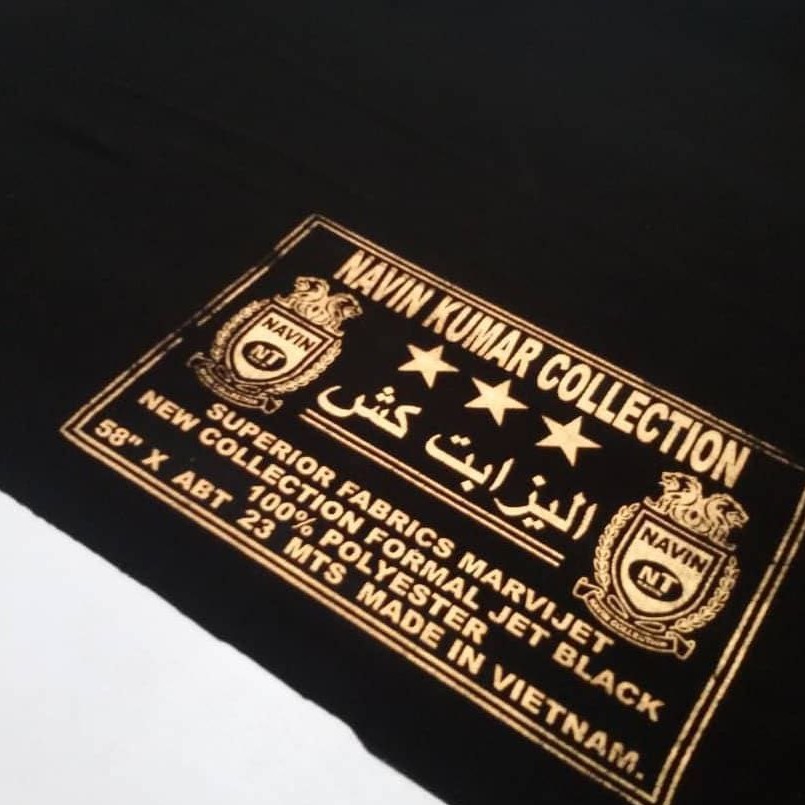 NAVIN KUMAR COLLECTION
NAVIN
NT
اليزابت كش
NAVIN
NT
SUPERIOR FABRICS MARVIJET
NEW COLLECTION FORMAL JET BLACK
100% POLYESTER
58" X ABT 23 MTS MADE IN VIETNAM.